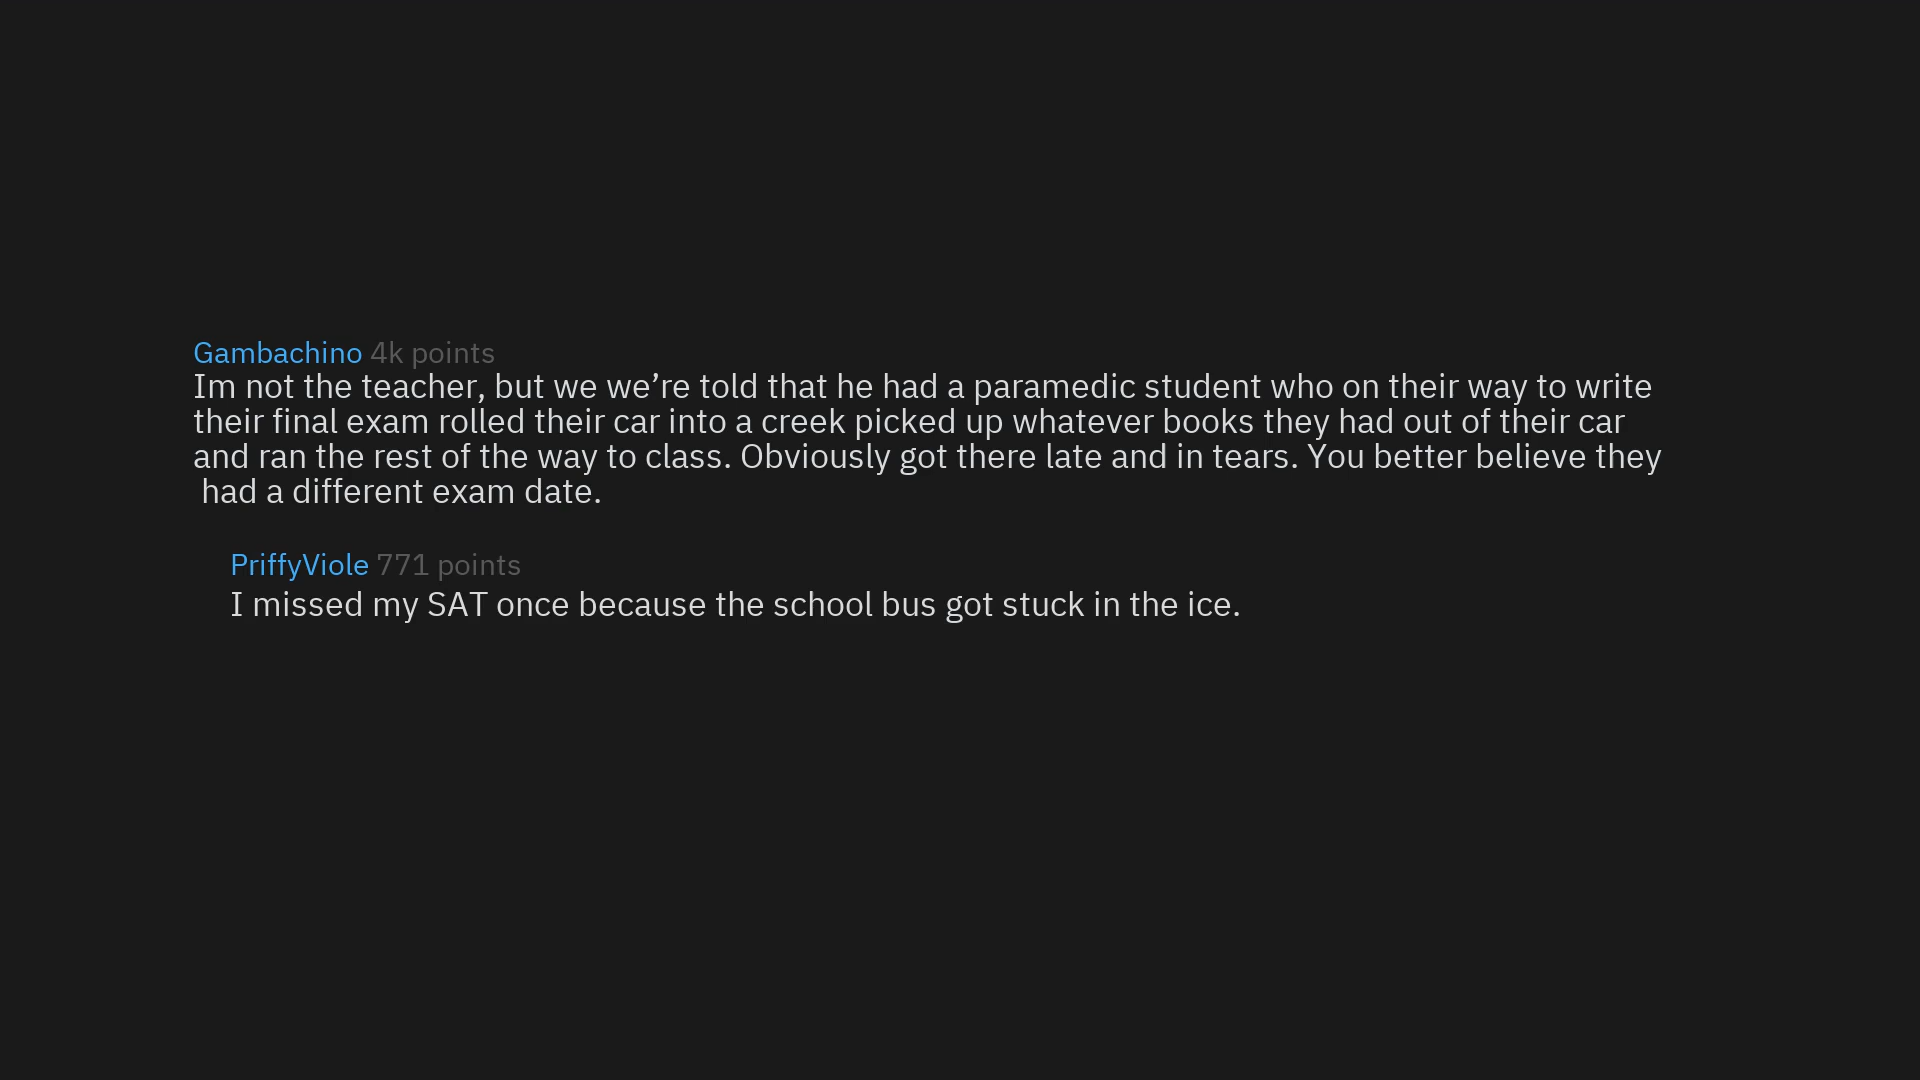 Gambachino 4k points
Im not the teacher, but we we’re told that he had a paramedic student who on their way to write
their final exam rolled their car into a creek picked up whatever books they had out of their car
and ran the rest of the way to class. Obviously got there late and in tears. You better believe they
had a different exam date.
PriffyViole 771 points
I missed my SAT once because the school bus got stuck in the ice.